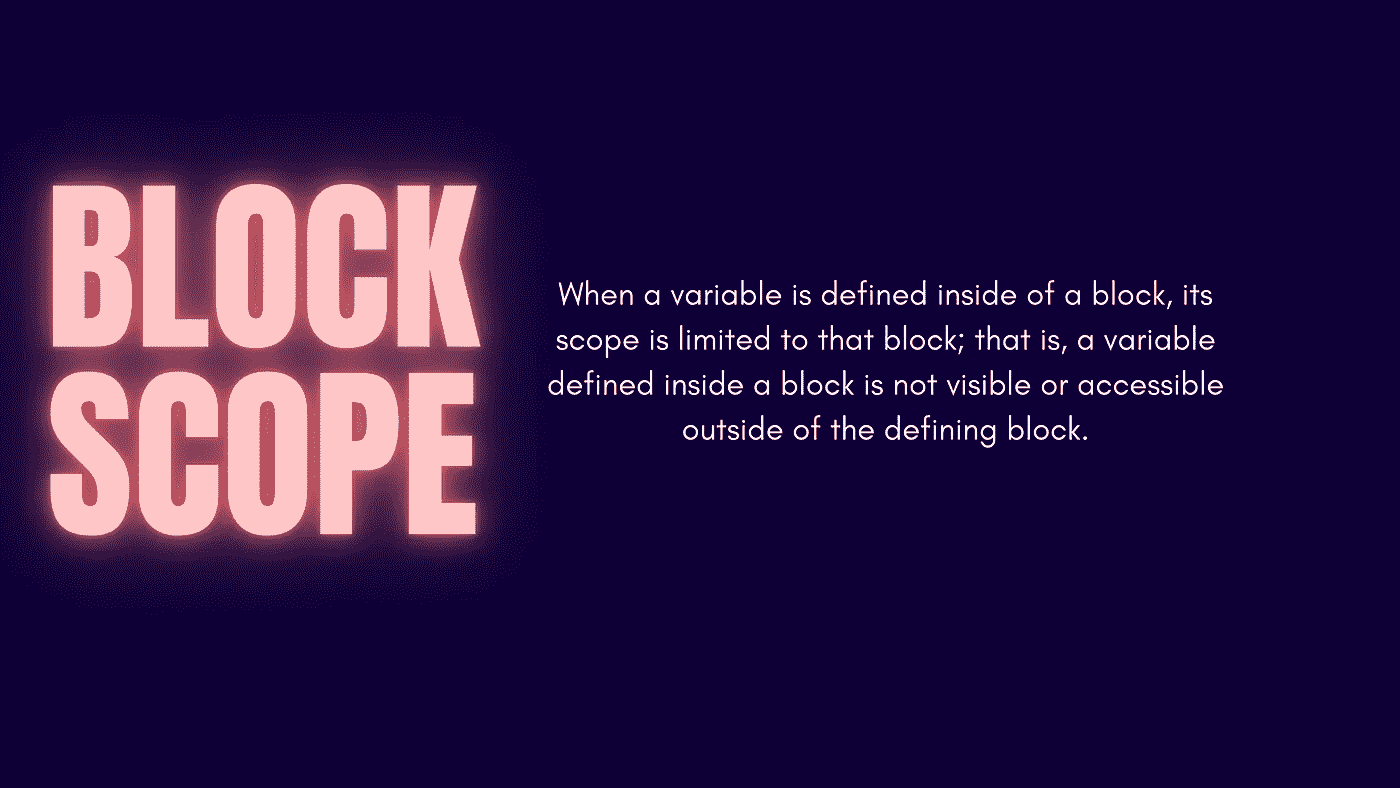 BLOCK
SCOPE
When a variable is defined inside of a block, its
scope is limited to that block; that is, a variable
defined inside a block is not visible or accessible
outside of the defining block.